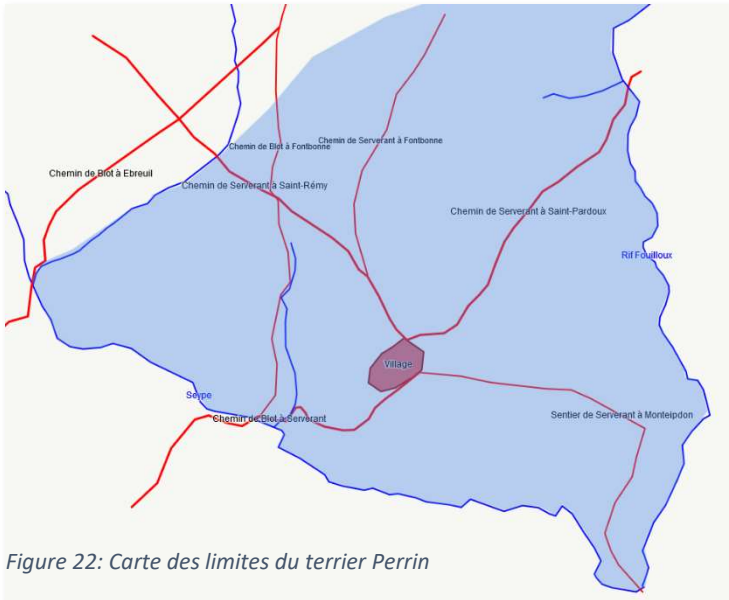 Chemin de Blot à Fontbonne
Chemin de Serverant à Fontbonne
Chemin de Blot à Ebreuil
Chemin de Serverant à Saint-Rémy
Chemin de Serverant à Saint-Pardoux
Rif Fouilloux
Village
Seype
Chemin de Blot à Serverant
Sentier de Serverant à Monteipdon
Figure 22: Carte des limites du terrier Perrin